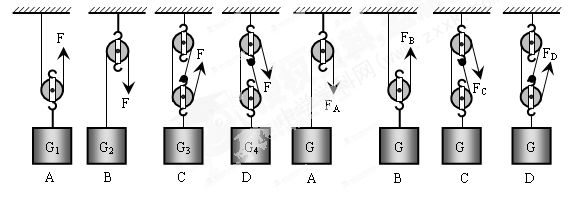 F F F F F_A F_B F_C F_D
G₁ G₂ G₃ G₄ G G G G
A B C D A B C D